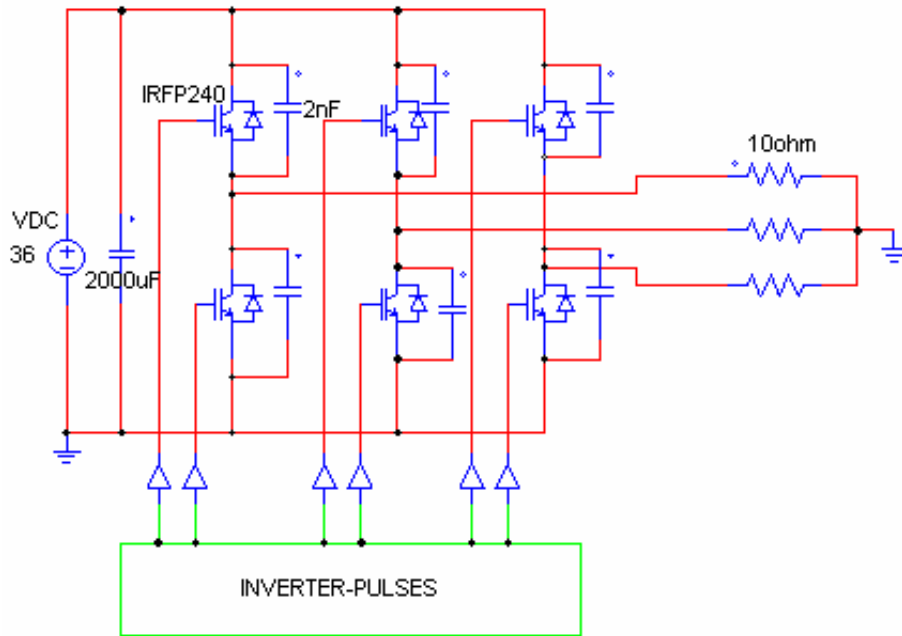 IRFP240
2nF
10ohm
VDC
36
2000uF
INVERTER-PULSES